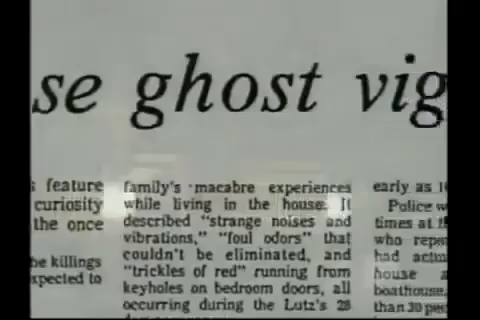 se ghost vig
feature
curiosity
the once
he killings
xpected to
family's macabre experiences
while living in the house. It
described "strange noises and
vibrations," "foul odors" that
couldn't be eliminated, and
"trickles of red" running from
keyholes on bedroom doors, all
occurring during the Lutz's 28
early as
Police w
times at
who repe
had actu
house a
boathouse.
than 30 peo